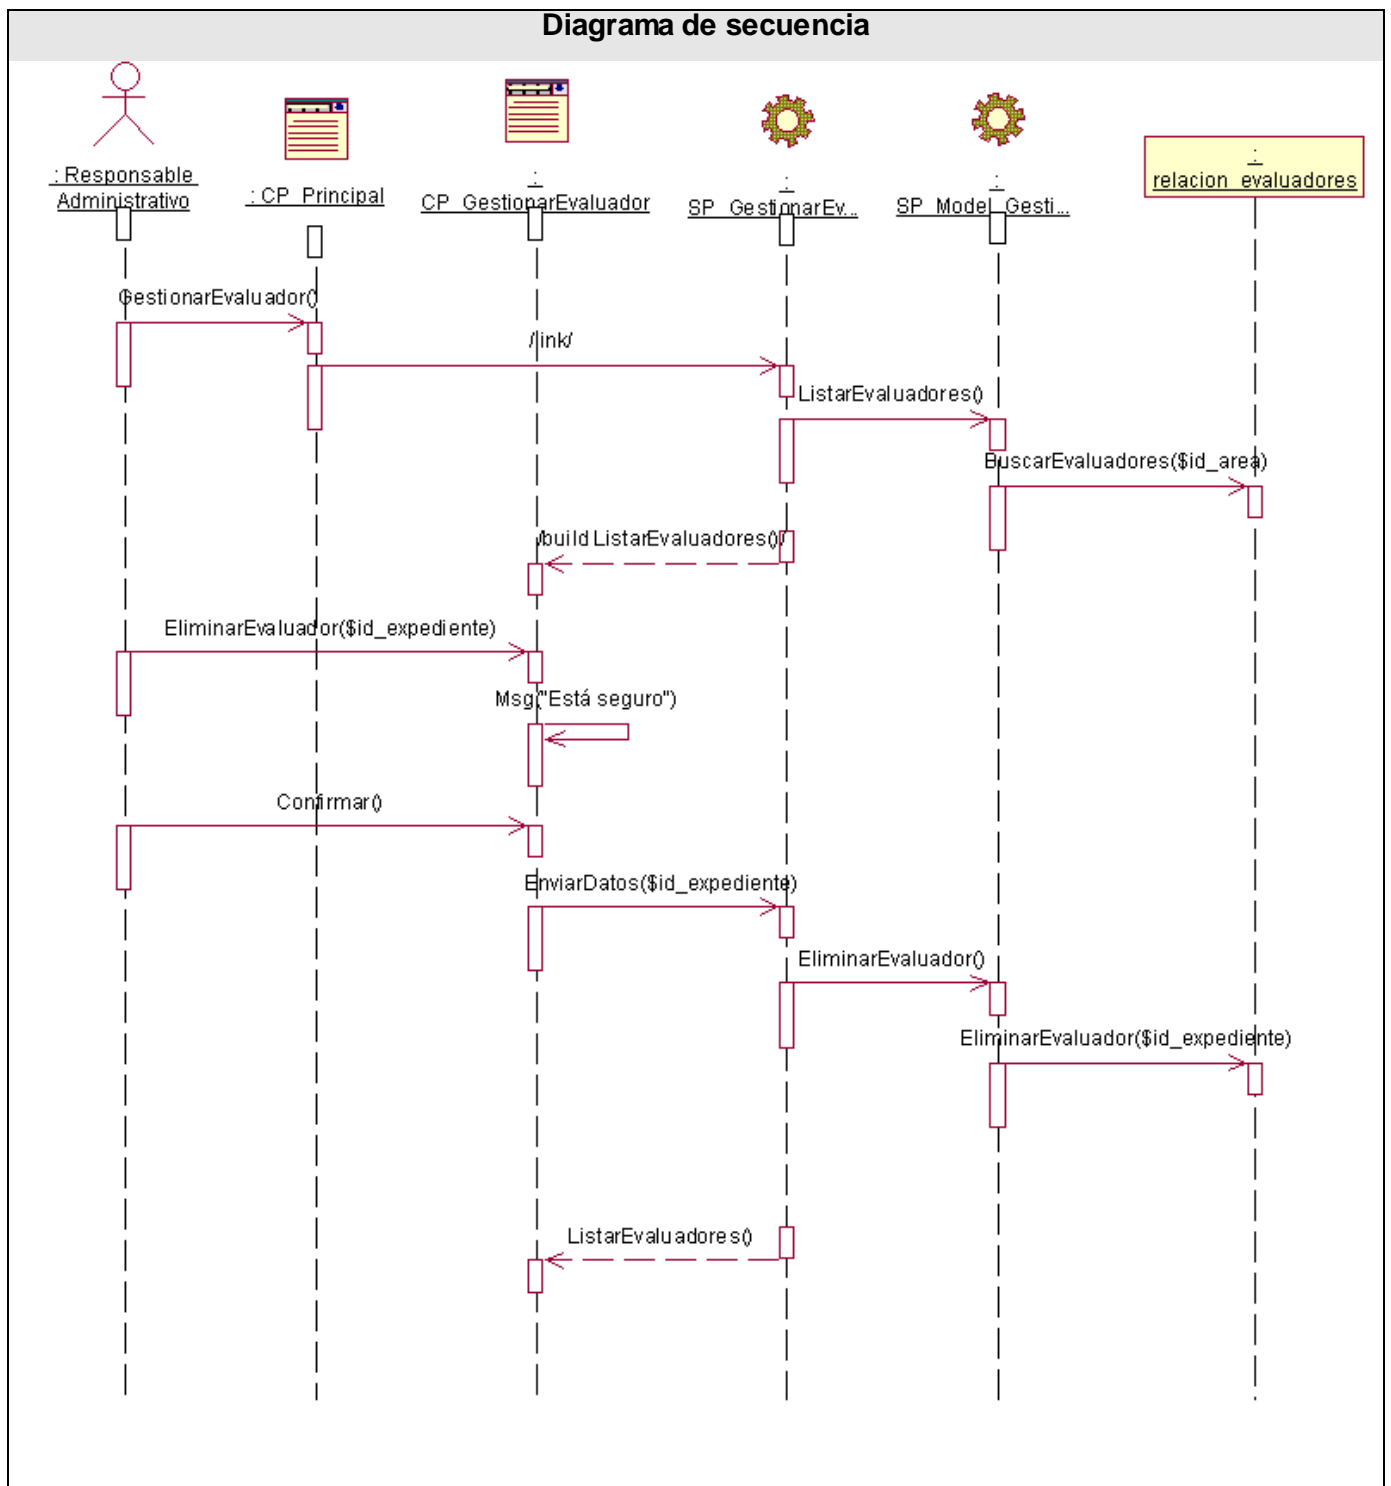 Diagrama de secuencia
: Responsable
Administrativo
: CP_Principal
:
CP_GestionarEvaluador
:
SP_GestionarEv...
:
SP_Model_Gesti...
:
relacion_evaluadores
GestionarEvaluador()
/link/
ListarEvaluadores()
BuscarEvaluadores($id_area)
/build ListarEvaluadores()/
EliminarEvaluador($id_expediente)
Msg("Está seguro")
Confirmar()
EnviarDatos($id_expediente)
EliminarEvaluador()
EliminarEvaluador($id_expediente)
ListarEvaluadores()